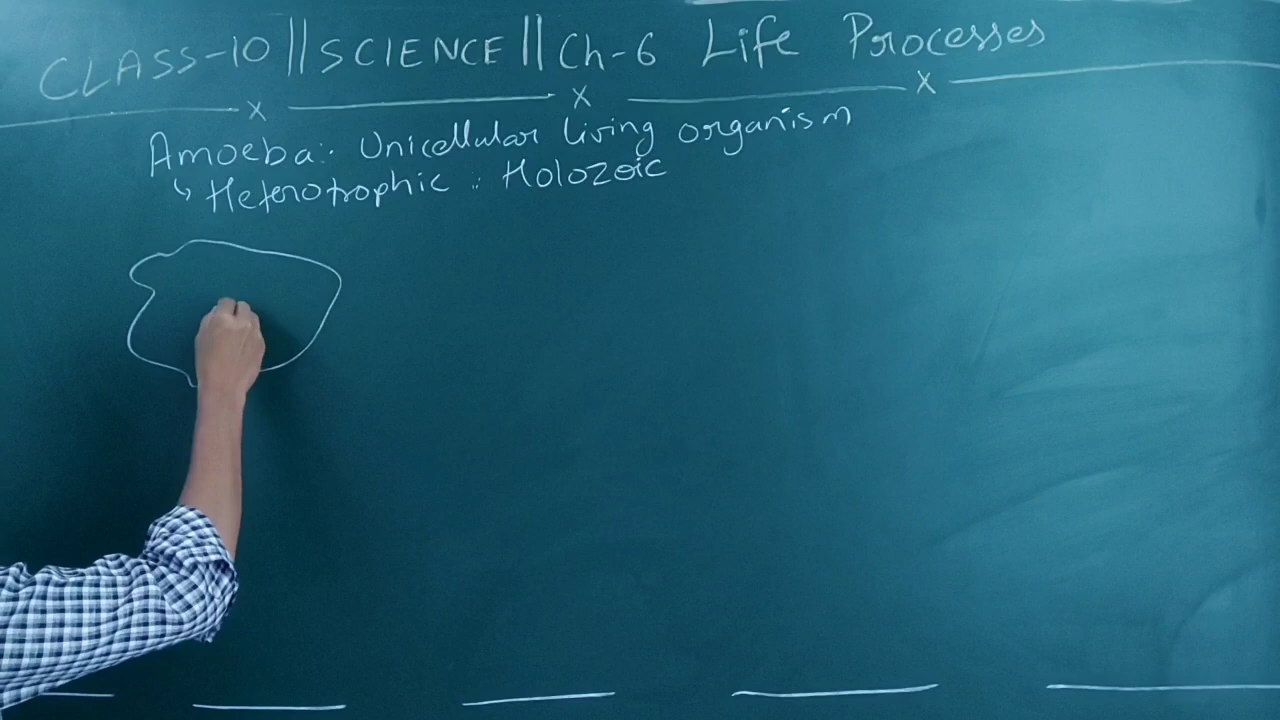 CLASS-10 || SCIENCE || Ch-6 Life Processes
Amoeba:- Unicellular living organism
↳ Heterotrophic :: Holozoic